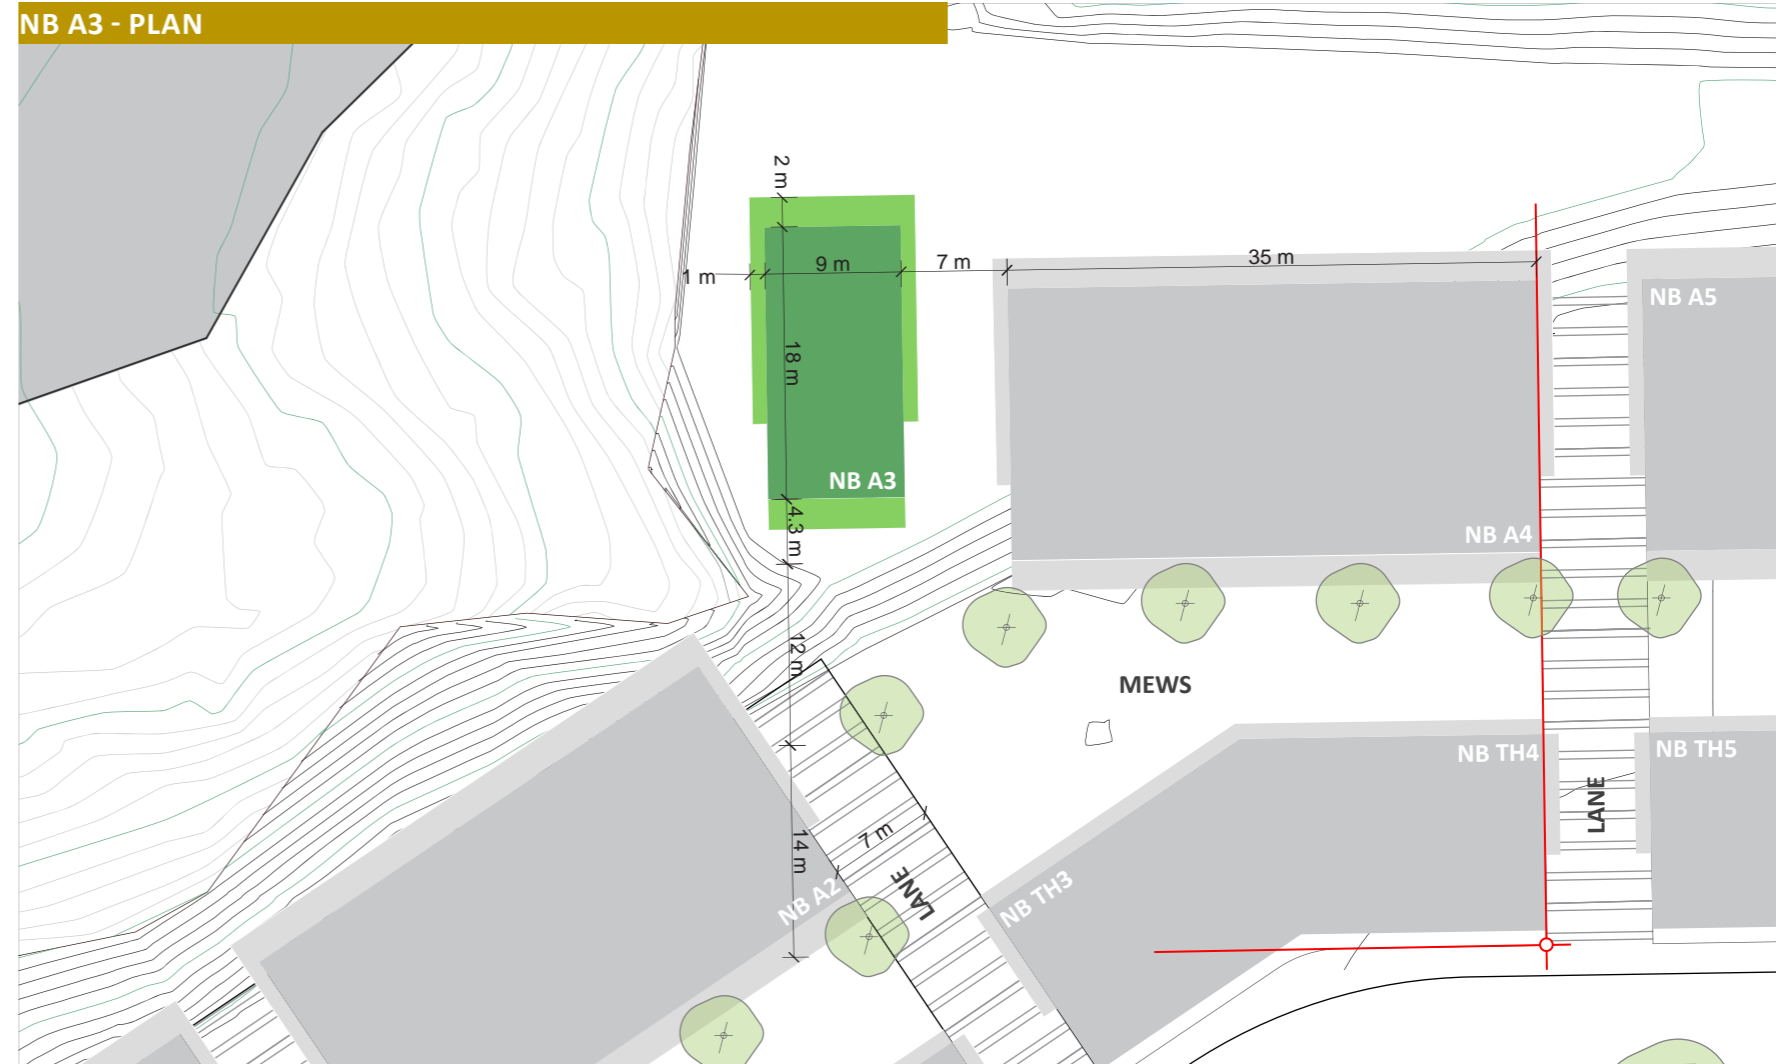 NB A3 - PLAN
2 m
1 m
9 m
7 m
35 m
NB A5
18 m
NB A3
4.3 m
NB A4
12 m
MEWS
NB TH4
NB TH5
LANE
14 m
7 m
LANE
NB A2
NB TH3